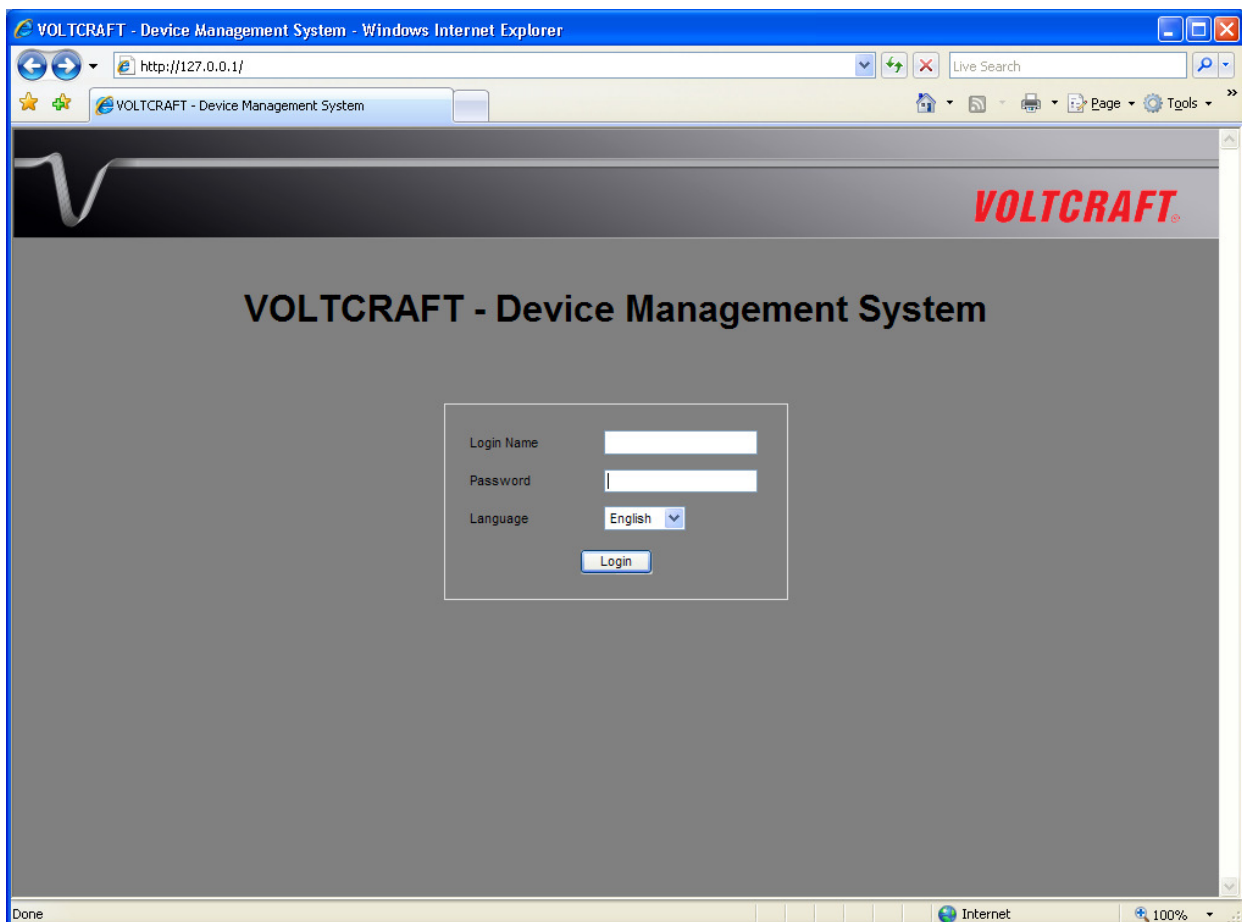 VOLTCRAFT - Device Management System - Windows Internet Explorer
http://127.0.0.1/
Live Search
VOLTCRAFT - Device Management System
Page
Tools
VOLTCRAFT®
VOLTCRAFT - Device Management System
Login Name
Password
Language English
Login
Done
Internet
100%